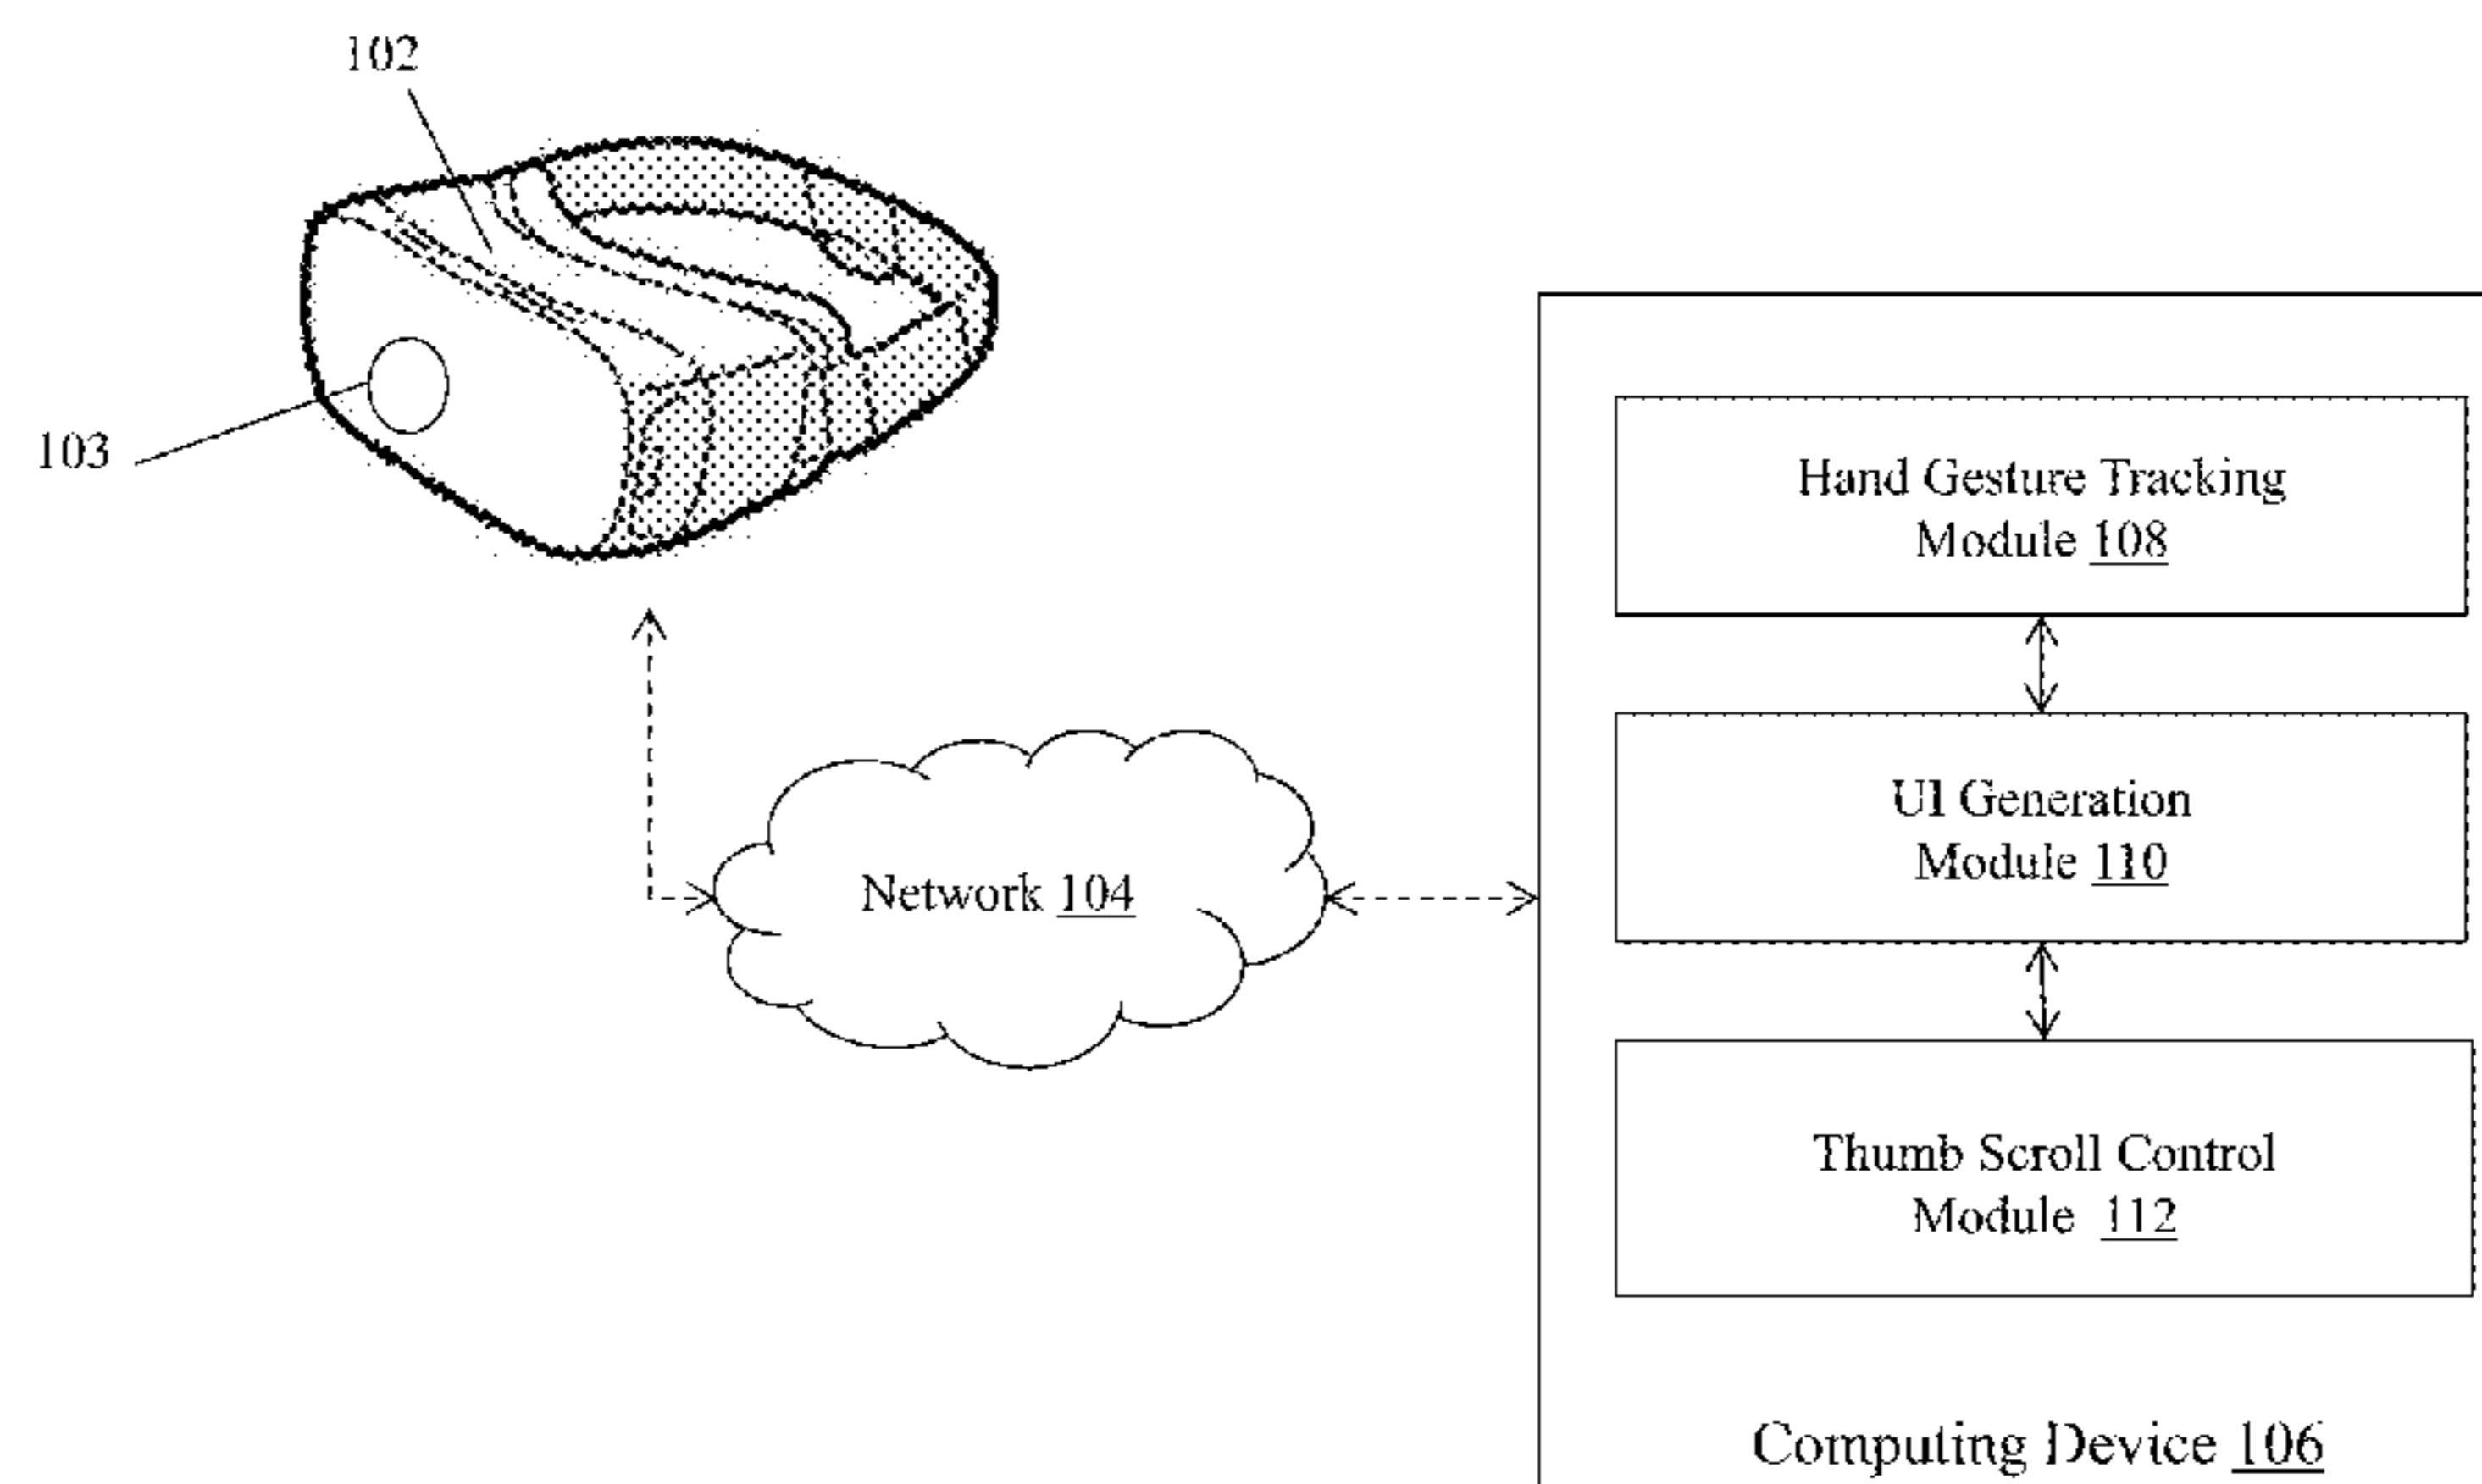 102
103
Hand Gesture Tracking
Module 108
UI Generation
Module 110
Network 104
Thumb Scroll Control
Module 112
Computing Device 106